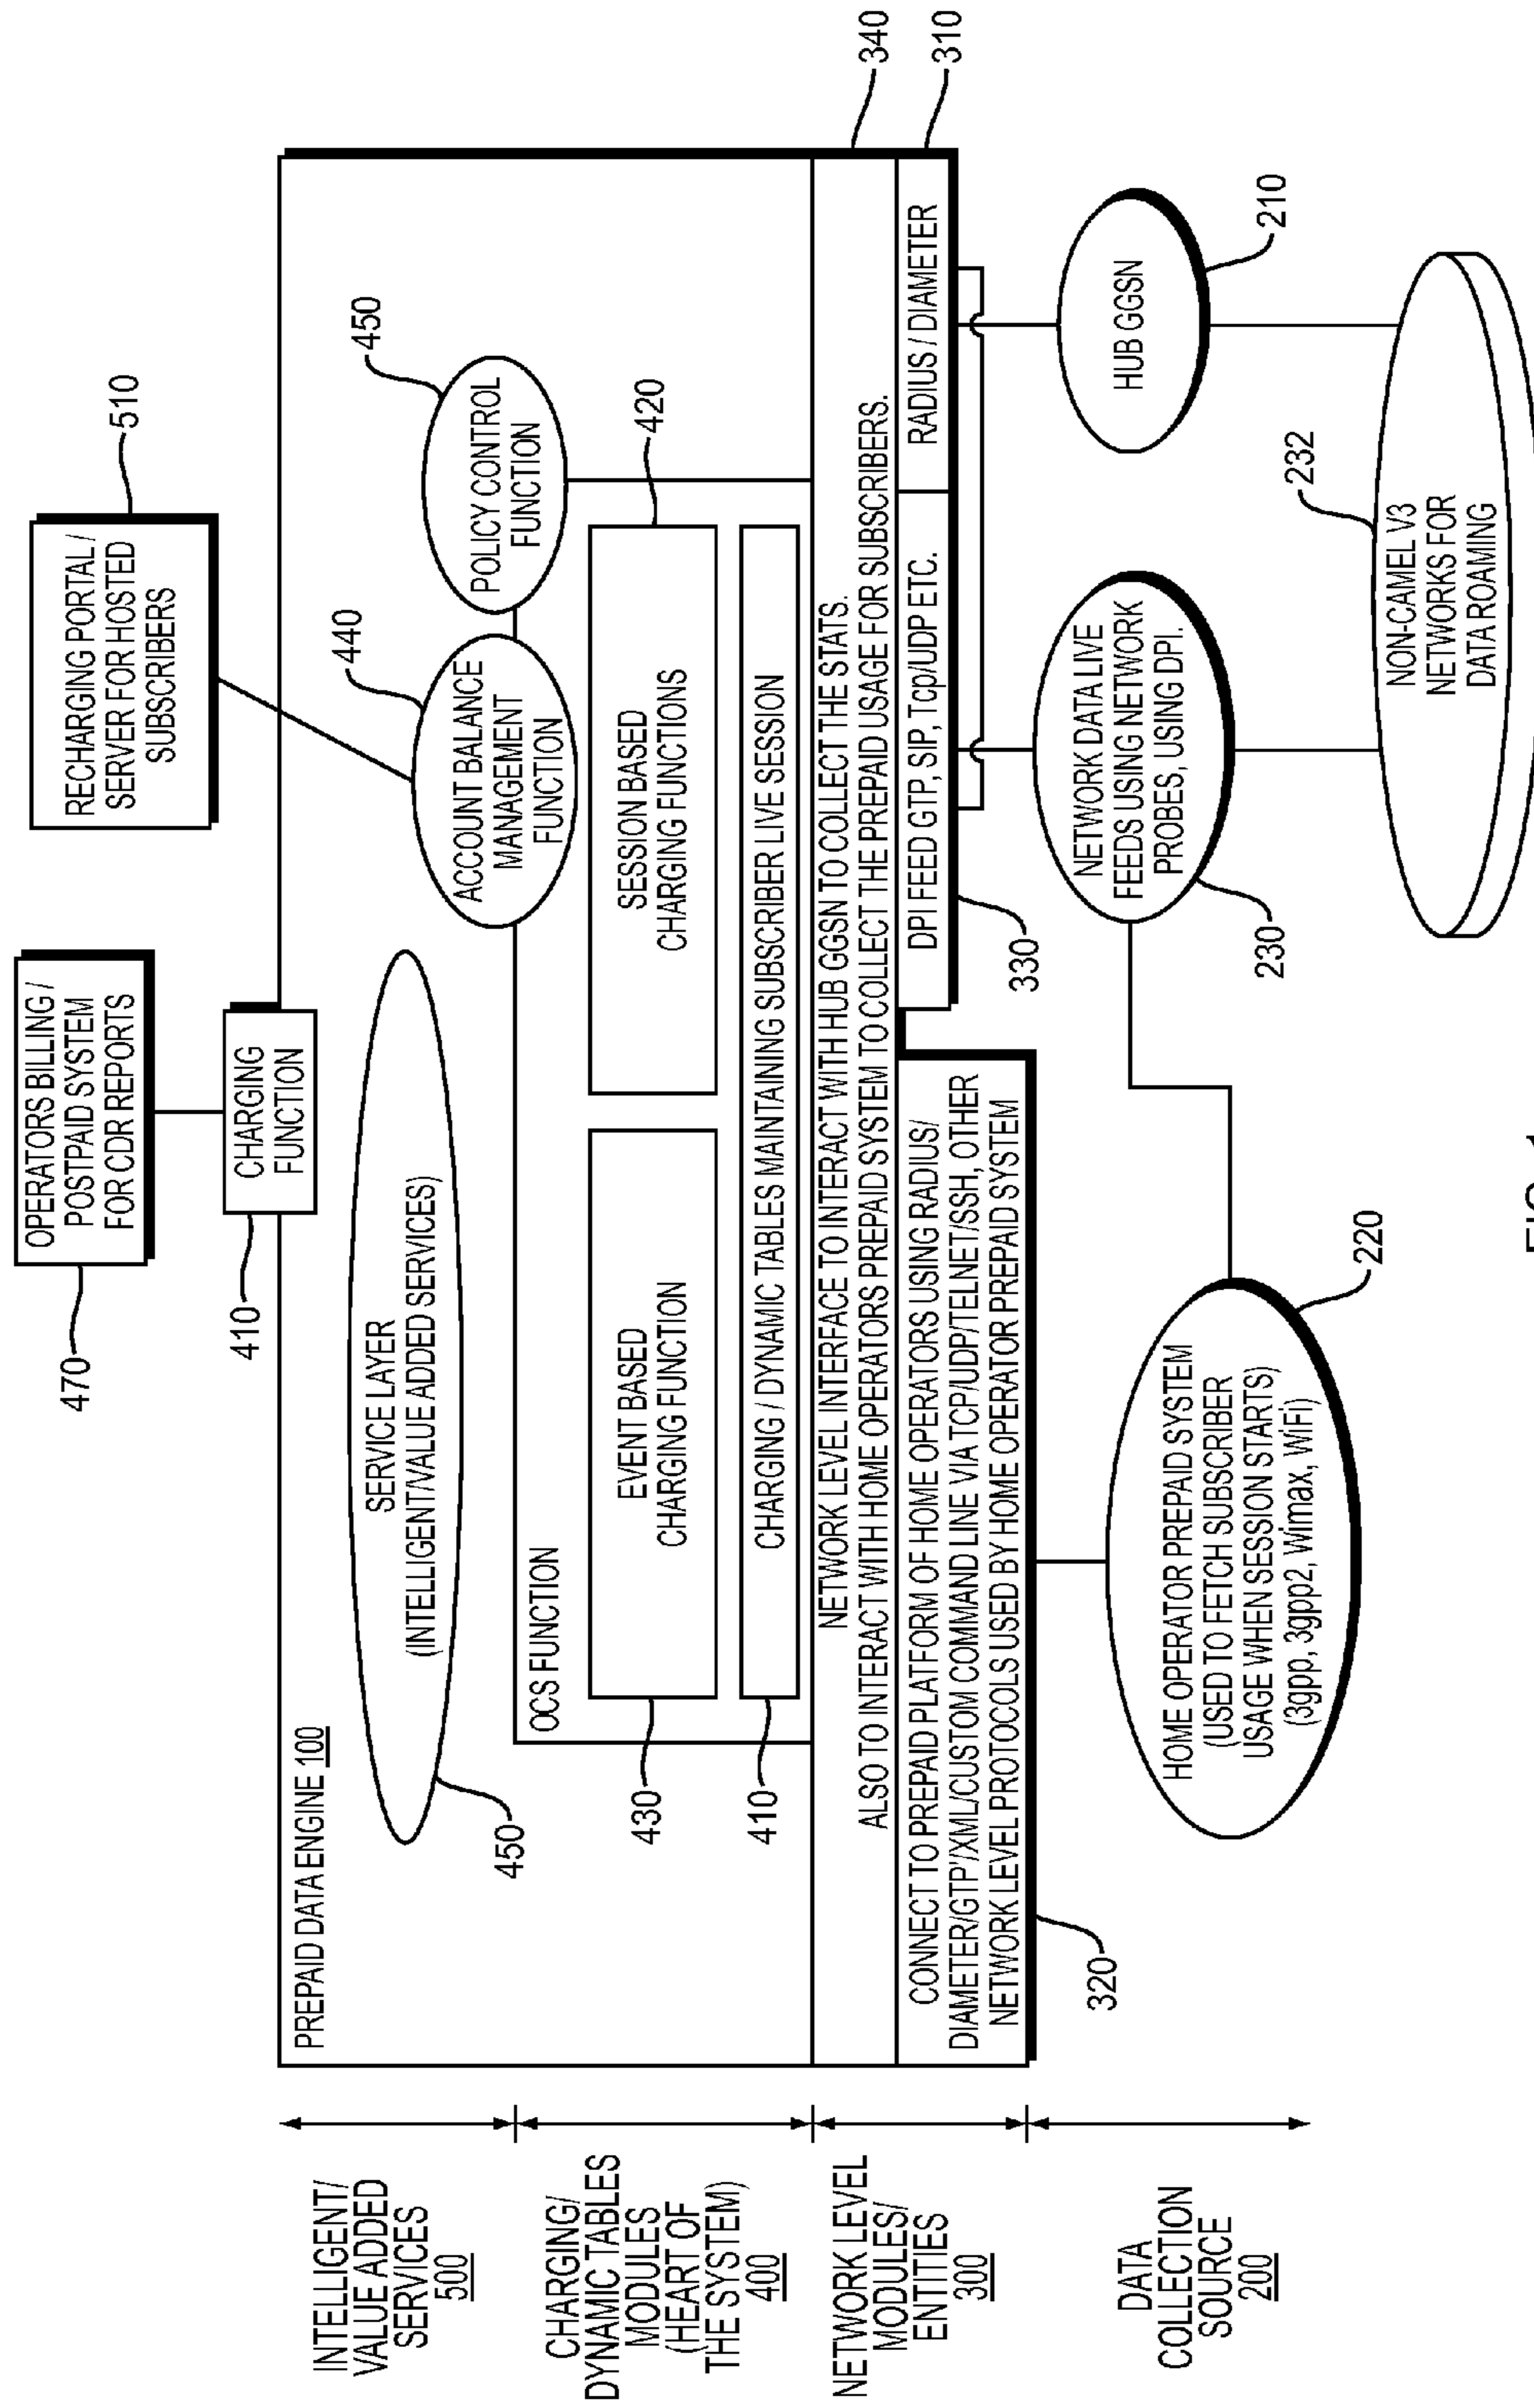 OPERATORS BILLING /
POSTPAID SYSTEM
FOR CDR REPORTS
470
RECHARGING PORTAL /
SERVER FOR HOSTED
SUBSCRIBERS
510
CHARGING
FUNCTION
410
INTELLIGENT/
VALUE ADDED
SERVICES
500
PREPAID DATA ENGINE 100
SERVICE LAYER
(INTELLIGENT/VALUE ADDED SERVICES)
450
ACCOUNT BALANCE
MANAGEMENT
FUNCTION
440
POLICY CONTROL
FUNCTION
450
CHARGING/
DYNAMIC TABLES
MODULES
(HEART OF
THE SYSTEM)
400
OCS FUNCTION
EVENT BASED
CHARGING FUNCTION
430
SESSION BASED
CHARGING FUNCTIONS
420
CHARGING / DYNAMIC TABLES MAINTAINING SUBSCRIBER LIVE SESSION
410
NETWORK LEVEL
MODULES/
ENTITIES
300
NETWORK LEVEL INTERFACE TO INTERACT WITH HUB GGSN TO COLLECT THE STATS.
ALSO TO INTERACT WITH HOME OPERATORS PREPAID SYSTEM TO COLLECT THE PREPAID USAGE FOR SUBSCRIBERS.
340
CONNECT TO PREPAID PLATFORM OF HOME OPERATORS USING RADIUS/
DIAMETER/GTP'/XML/CUSTOM COMMAND LINE VIA TCP/UDP/TELNET/SSH, OTHER
NETWORK LEVEL PROTOCOLS USED BY HOME OPERATOR PREPAID SYSTEM
320
DPI FEED GTP, SIP, Tcp/UDP ETC.
330
RADIUS / DIAMETER
310
DATA
COLLECTION
SOURCE
200
HOME OPERATOR PREPAID SYSTEM
(USED TO FETCH SUBSCRIBER
USAGE WHEN SESSION STARTS)
(3gpp, 3gpp2, Wimax, WiFi)
220
NETWORK DATA LIVE
FEEDS USING NETWORK
PROBES, USING DPI.
230
HUB GGSN
210
NON-CAMEL V3
NETWORKS FOR
DATA ROAMING
232